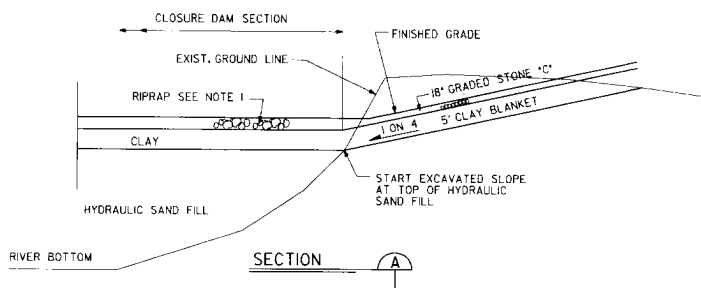 CLOSURE DAM SECTION
FINISHED GRADE
EXIST. GROUND LINE
18" GRADED STONE "C"
RIPRAP SEE NOTE 1
1 ON 4
5' CLAY BLANKET
CLAY
START EXCAVATED SLOPE
AT TOP OF HYDRAULIC
SAND FILL
HYDRAULIC SAND FILL
RIVER BOTTOM
SECTION A